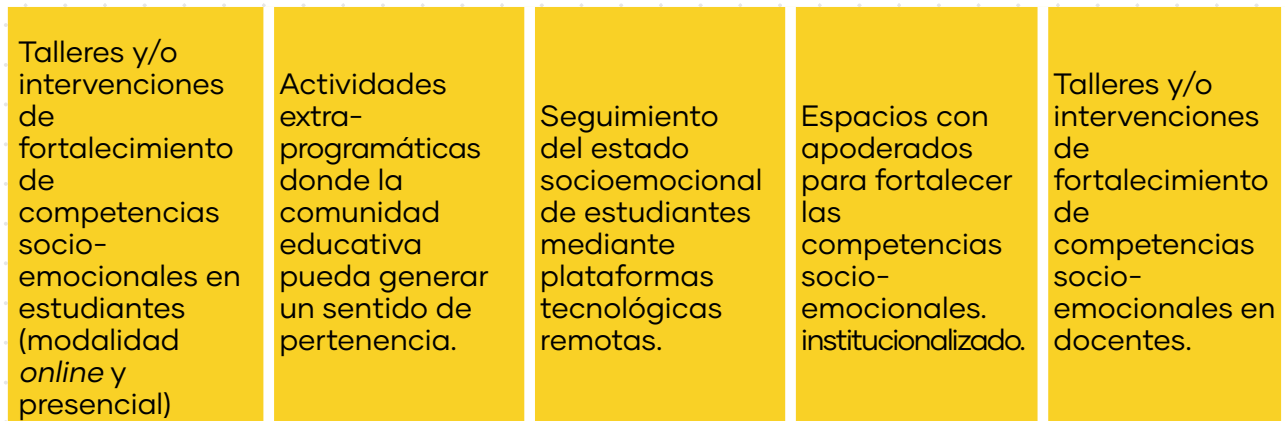 Talleres y/o
intervenciones
de
fortalecimiento
de
competencias
socio-
emocionales en
estudiantes
(modalidad
online y
presencial)
Actividades
extra-
programáticas
donde la
comunidad
educativa
pueda generar
un sentido de
pertenencia.
Seguimiento
del estado
socioemocional
de estudiantes
mediante
plataformas
tecnológicas
remotas.
Espacios con
apoderados
para fortalecer
las
competencias
socio-
emocionales.
institucionalizado.
Talleres y/o
intervenciones
de
fortalecimiento
de
competencias
socio-
emocionales en
docentes.